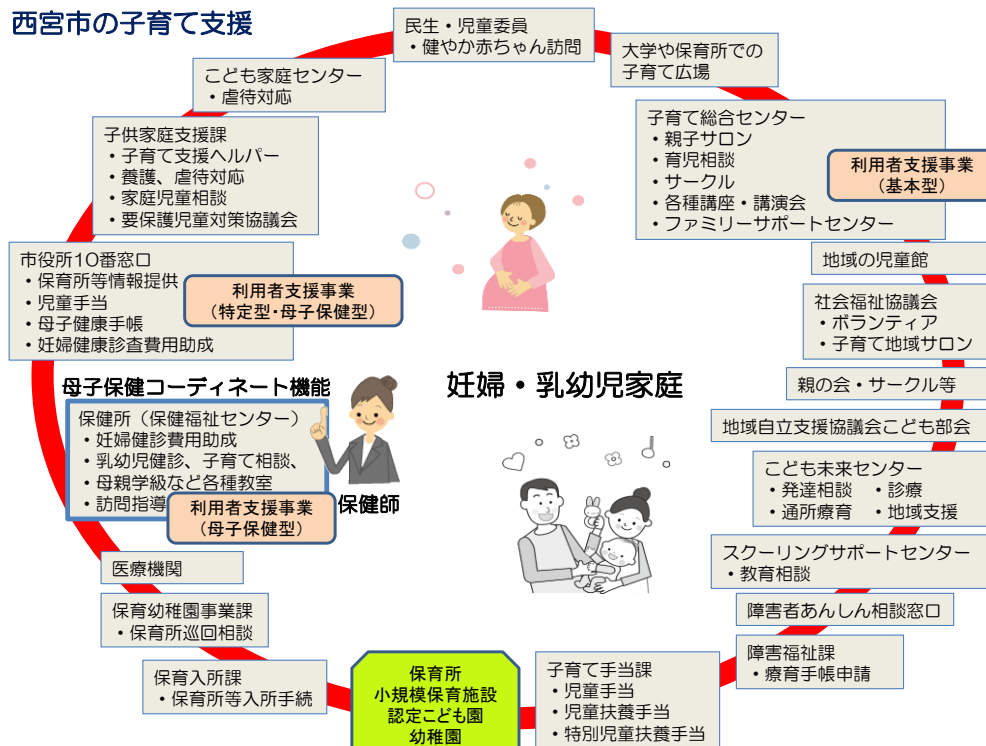 西宮市の子育て支援
民生・児童委員
・健やか赤ちゃん訪問
大学や保育所での
子育て広場
こども家庭センター
・虐待対応
子育て総合センター
・親子サロン
・育児相談
・サークル
・各種講座・講演会
・ファミリーサポートセンター
利用者支援事業
(基本型)
子供家庭支援課
・子育て支援ヘルパー
・養護、虐待対応
・家庭児童相談
・要保護児童対策協議会
市役所10番窓口
・保育所等情報提供
・児童手当
・母子健康手帳
・妊婦健康診査費用助成
利用者支援事業
(特定型・母子保健型)
地域の児童館
社会福祉協議会
・ボランティア
・子育て地域サロン
母子保健コーディネート機能
妊婦・乳幼児家庭
親の会・サークル等
保健所(保健福祉センター)
・妊婦健診費用助成
・乳幼児健診、子育て相談、
・母親学級など各種教室
・訪問指導
利用者支援事業
(母子保健型)
保健師
地域自立支援協議会こども部会
こども未来センター
・発達相談 ・診療
・通所療育 ・地域支援
スクーリングサポートセンター
・教育相談
医療機関
障害者あんしん相談窓口
保育幼稚園事業課
・保育所巡回相談
障害福祉課
・療育手帳申請
保育入所課
・保育所等入所手続
保育所
小規模保育施設
認定こども園
幼稚園
子育て手当課
・児童手当
・児童扶養手当
・特別児童扶養手当